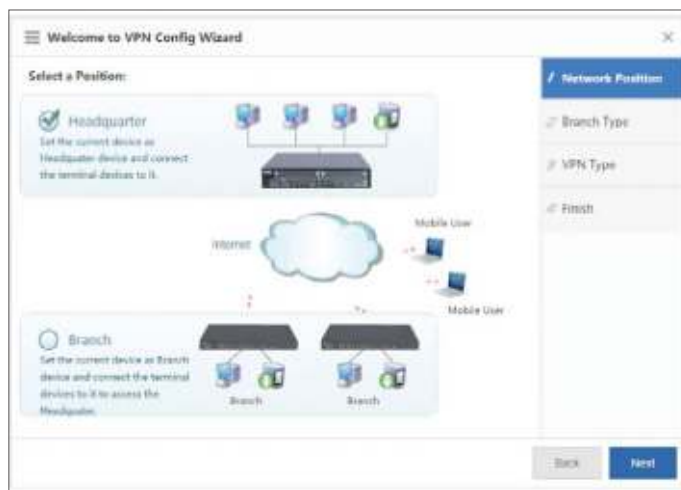 Welcome to VPN Config Wizard
Select a Position:
Headquarter
Set the current device as
Headquater device and connect
the terminal devices to it.
Internet
Mobile User
Mobile User
Branch
Set the current device as Branch
device and connect the terminal
devices to it to access the
Headquater.
Branch
Branch
Network Position
Branch Type
VPN Type
Finish
Back
Next